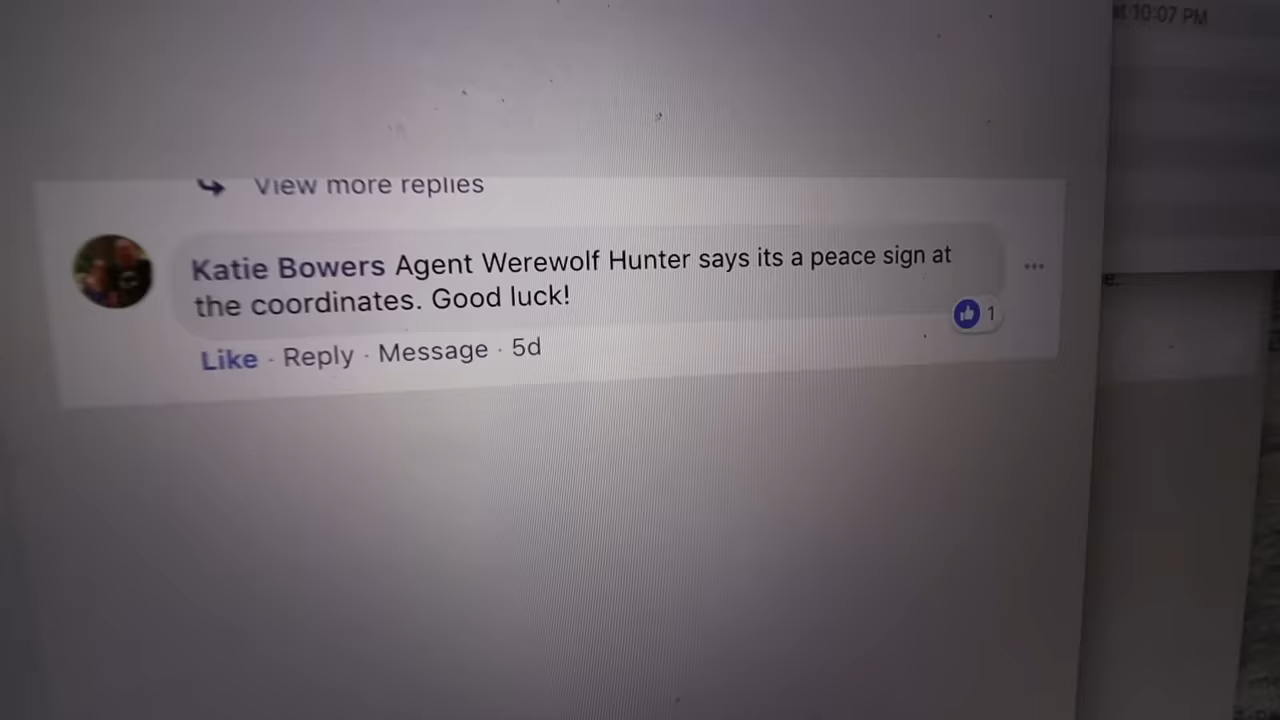 at 10:07 PM
View more replies
Katie Bowers Agent Werewolf Hunter says its a peace sign at
the coordinates. Good luck!
1
Like · Reply · Message · 5d
e.